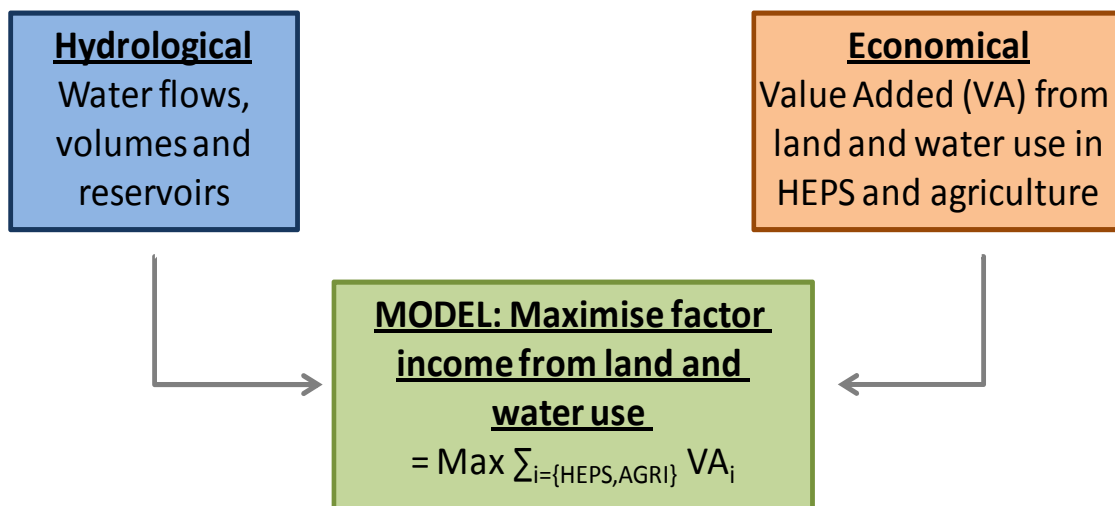 Hydrological
Water flows,
volumes and
reservoirs
Economical
Value Added (VA) from
land and water use in
HEPS and agriculture
MODEL: Maximise factor
income from land and
water use
= Max ∑i={HEPS,AGRI} VAi